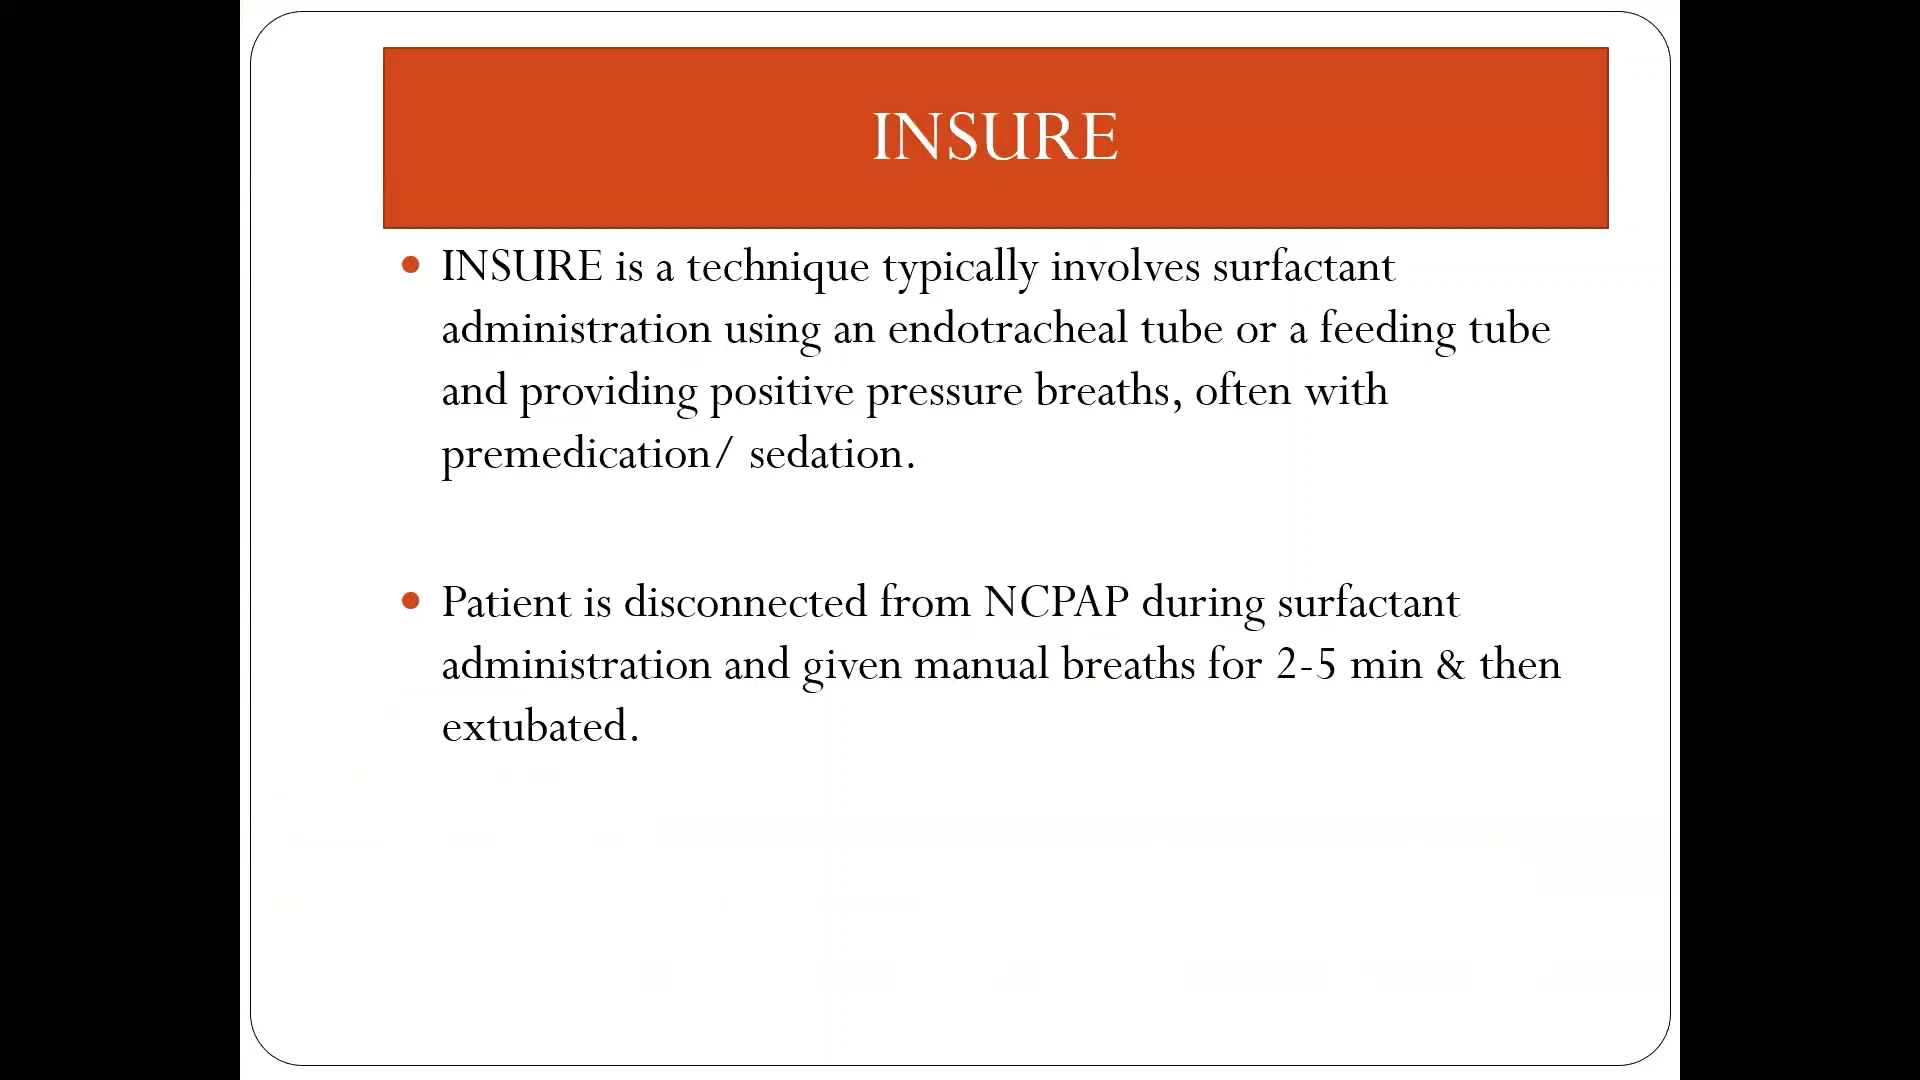 INSURE
• INSURE is a technique typically involves surfactant
administration using an endotracheal tube or a feeding tube
and providing positive pressure breaths, often with
premedication/ sedation.
• Patient is disconnected from NCPAP during surfactant
administration and given manual breaths for 2-5 min & then
extubated.